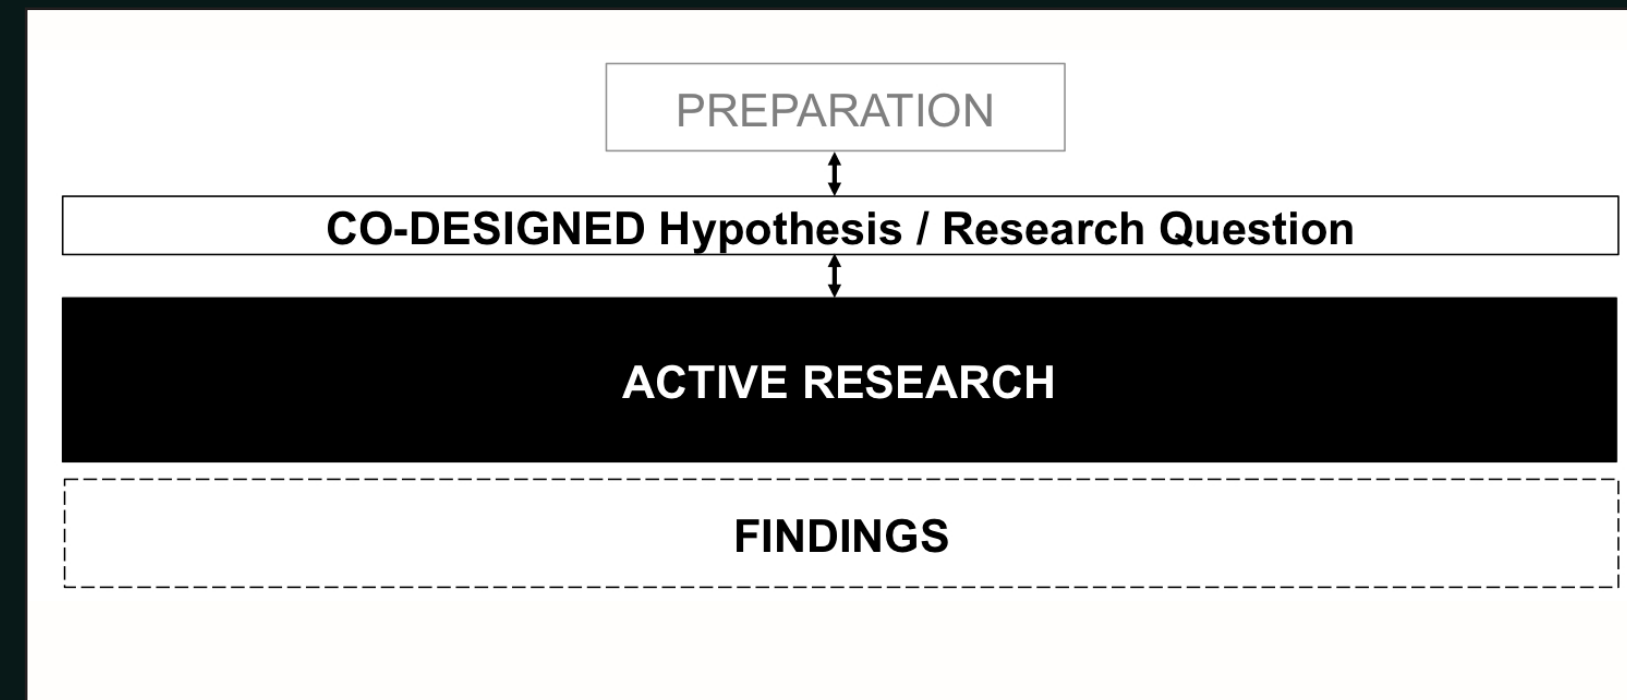 PREPARATION
CO-DESIGNED Hypothesis / Research Question
ACTIVE RESEARCH
FINDINGS